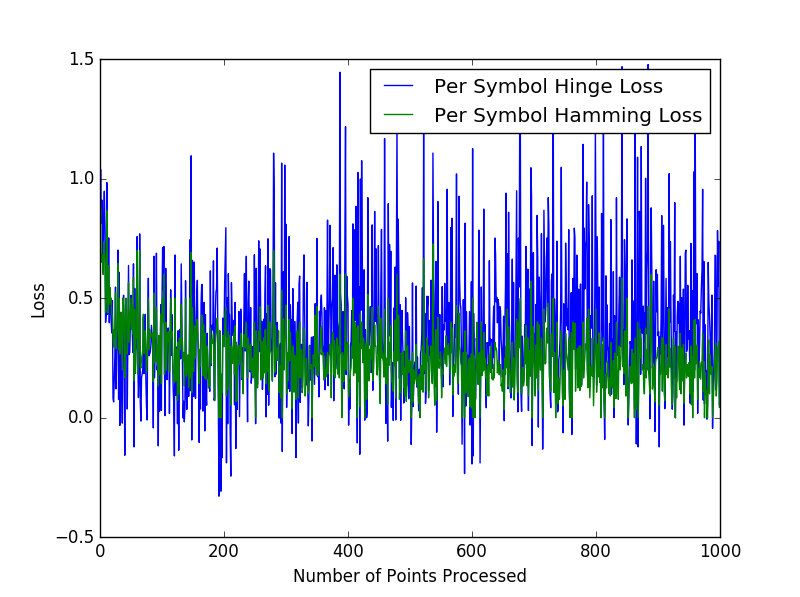 1.5
1.0
0.5
0.0
−0.5
Loss
Per Symbol Hinge Loss
Per Symbol Hamming Loss
0 200 400 600 800 1000
Number of Points Processed